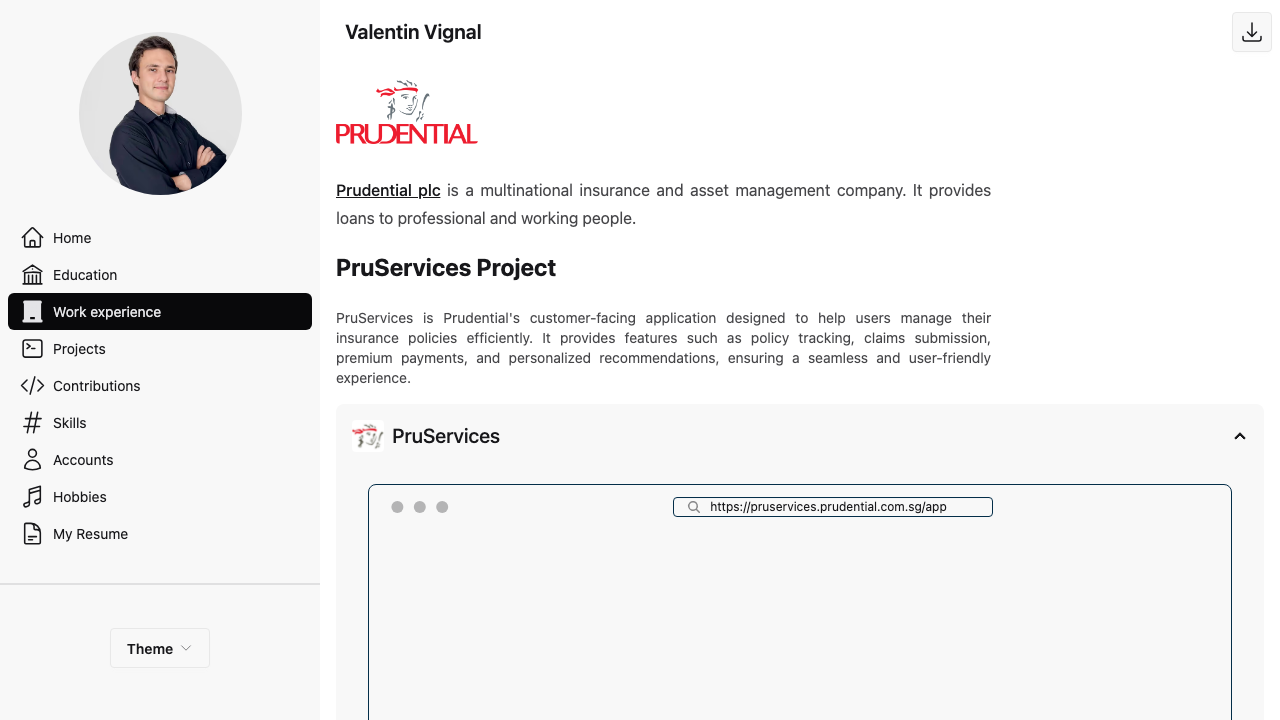 Valentin Vignal
PRUDENTIAL
Prudential plc is a multinational insurance and asset management company. It provides
loans to professional and working people.
PruServices Project
PruServices is Prudential's customer-facing application designed to help users manage their
insurance policies efficiently. It provides features such as policy tracking, claims submission,
premium payments, and personalized recommendations, ensuring a seamless and user-friendly
experience.
PruServices
https://pruservices.prudential.com.sg/app
Home
Education
Work experience
Projects
Contributions
Skills
Accounts
Hobbies
My Resume
Theme